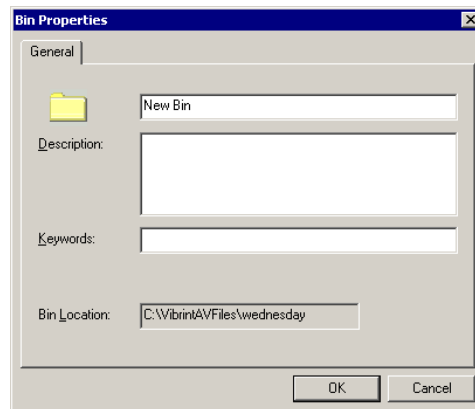 Bin Properties
General
New Bin
Description:
Keywords:
Bin Location:
C:\VibrintAVFiles\wednesday
OK
Cancel